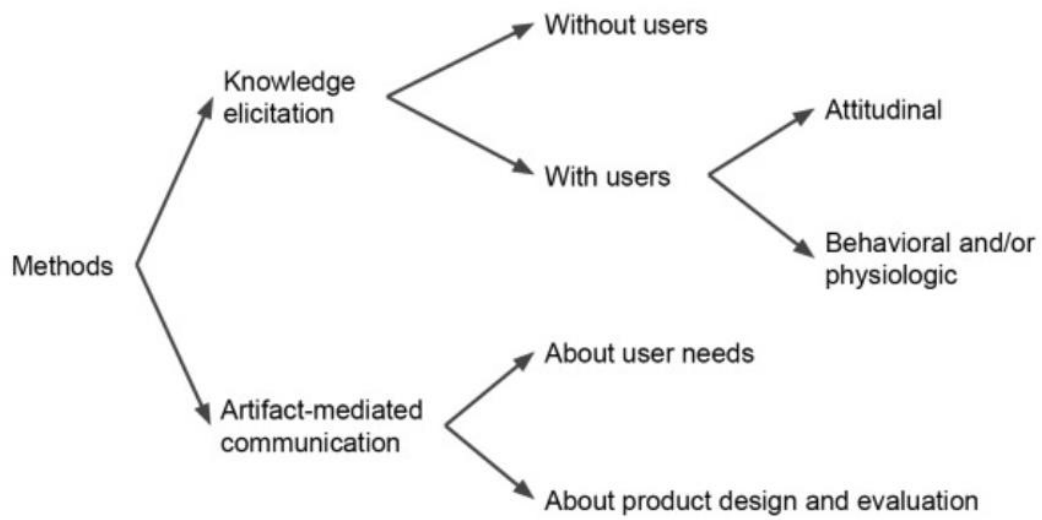 Without users
Knowledge
elicitation
Attitudinal
With users
Behavioral and/or
physiologic
Methods
About user needs
Artifact-mediated
communication
About product design and evaluation